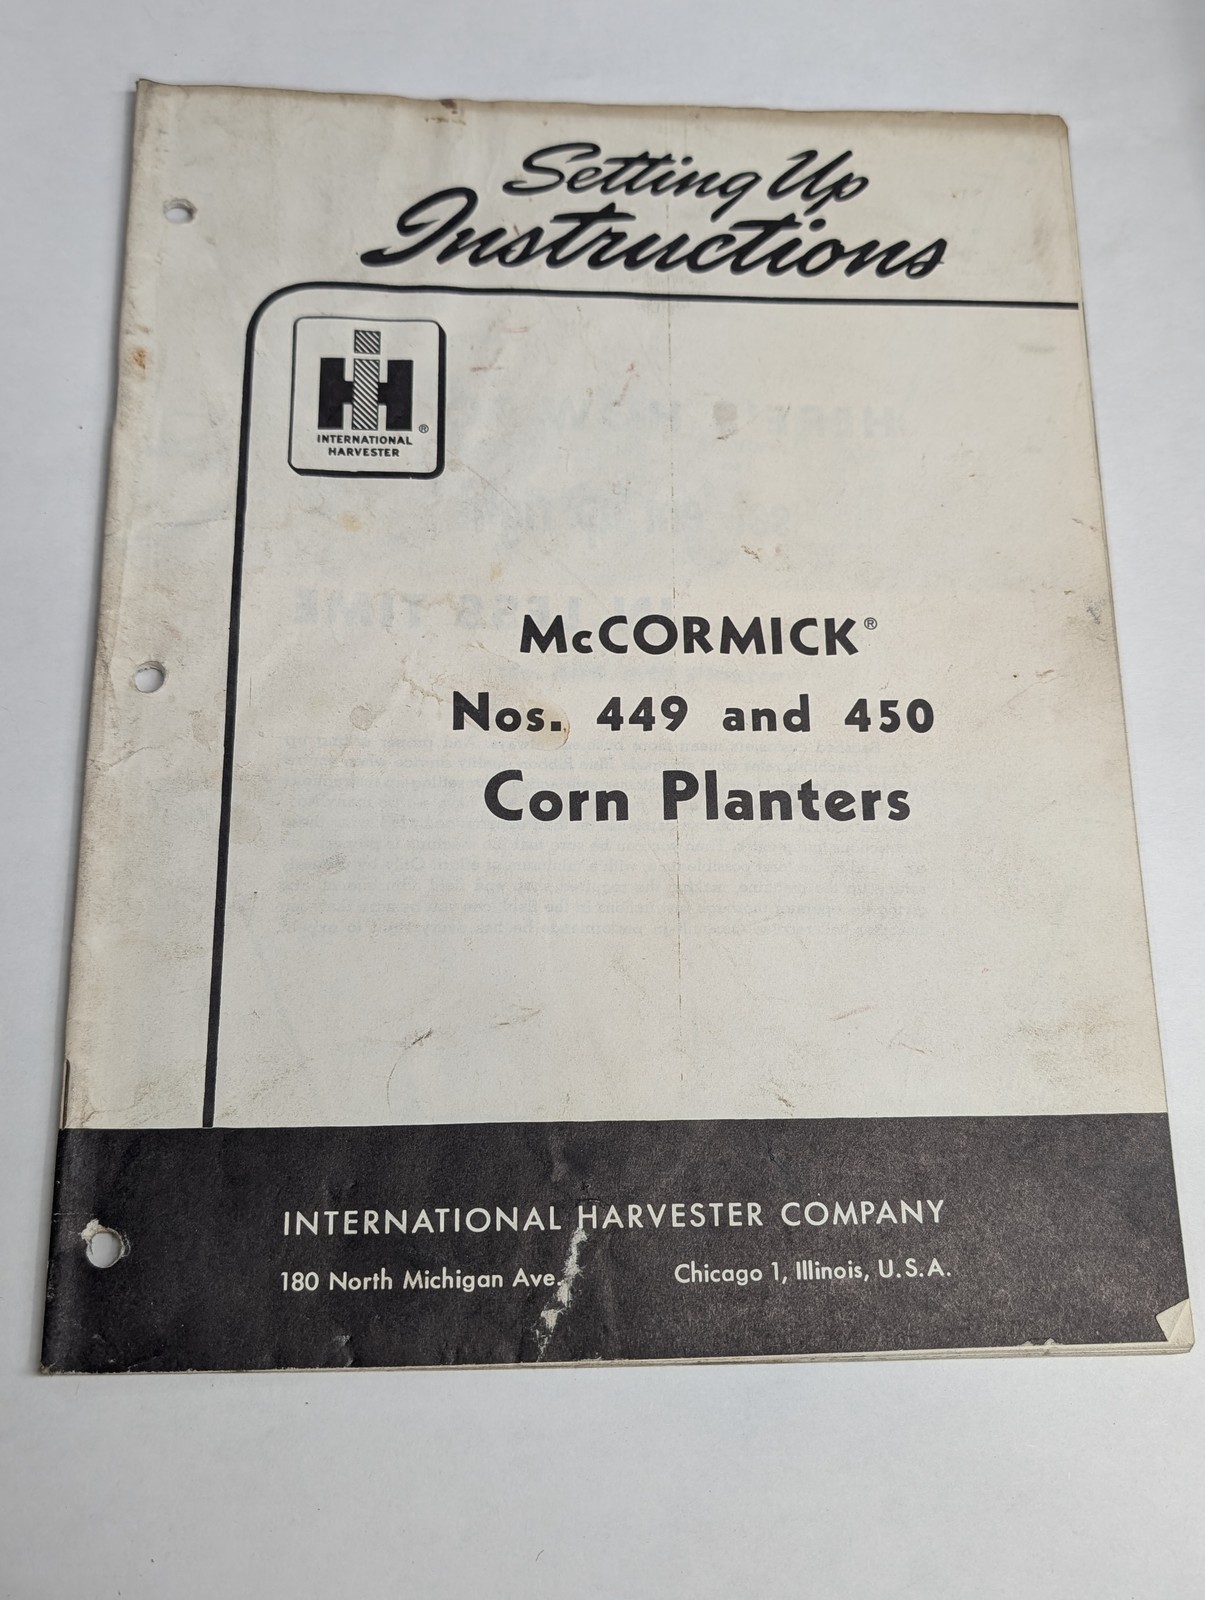 Setting Up
Instructions
IH
®
INTERNATIONAL
HARVESTER
McCORMICK®
Nos. 449 and 450
Corn Planters
INTERNATIONAL HARVESTER COMPANY
180 North Michigan Ave.
Chicago 1, Illinois, U.S.A.